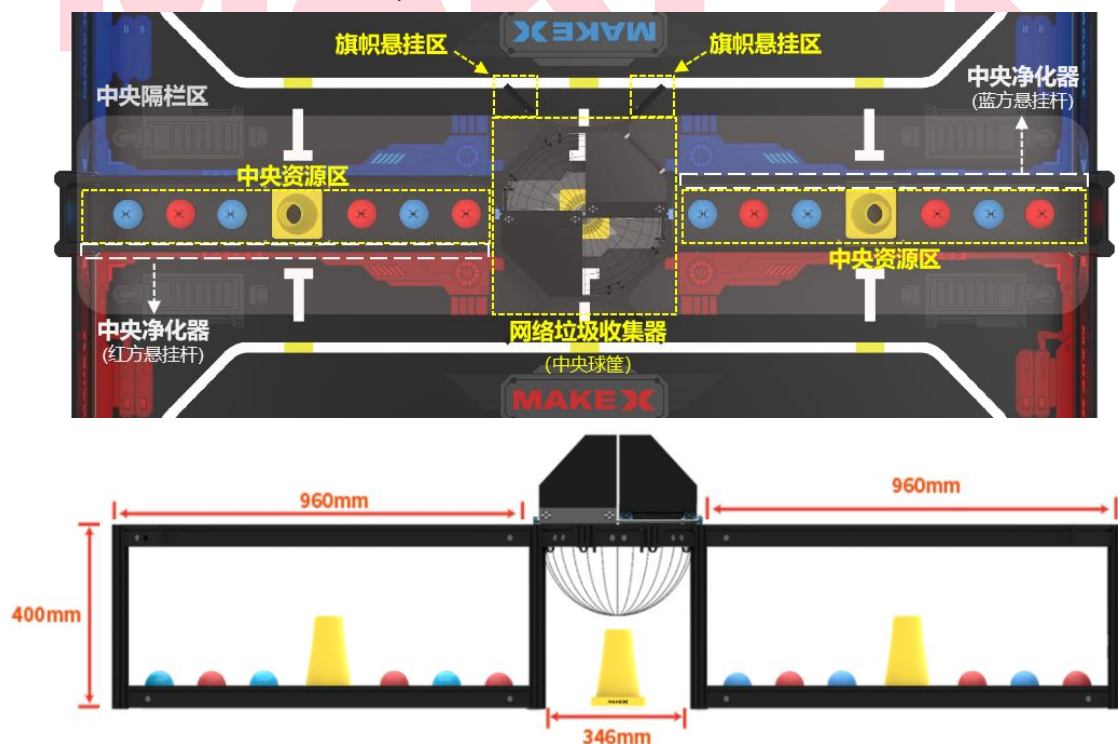 MAKE X
旗帜悬挂区
旗帜悬挂区
中央隔栏区
中央净化器
(蓝方悬挂杆)
中央资源区
中央资源区
中央净化器
(红方悬挂杆)
网络垃圾收集器
(中央球筐)
MAKE X
960mm
960mm
400mm
MAKE X
346mm